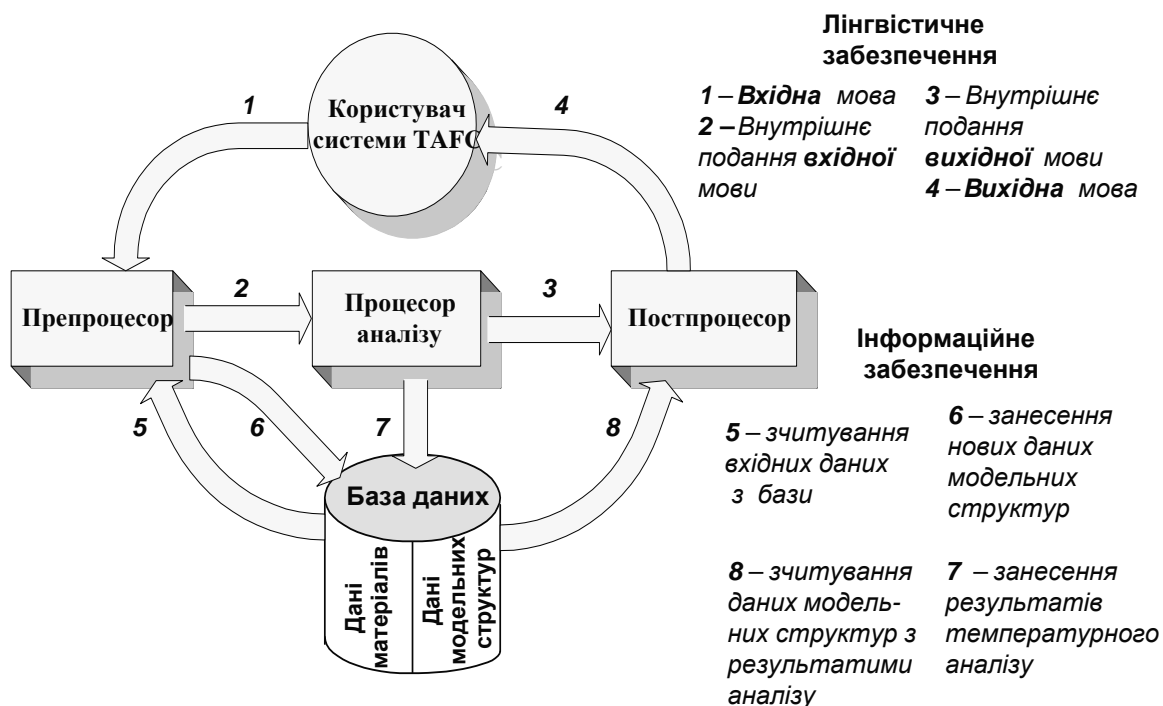 Лінгвістичне
забезпечення
1 – Вхідна мова
2 – Внутрішнє
подання вхідної
мови
3 – Внутрішнє
подання
вихідної мови
4 – Вихідна мова
1
Користувач
системи TAFC
4
Препроцесор
2
Процесор
аналізу
3
Постпроцесор
5
6
7
8
База даних
Дані
матеріалів
Дані
модельних
структур
Інформаційне
забезпечення
5 – зчитування
вхідних даних
з бази
6 – занесення
нових даних
модельних
структур
8 – зчитування
даних модель-
них структур з
результатими
аналізу
7 – занесення
результатів
температурного
аналізу